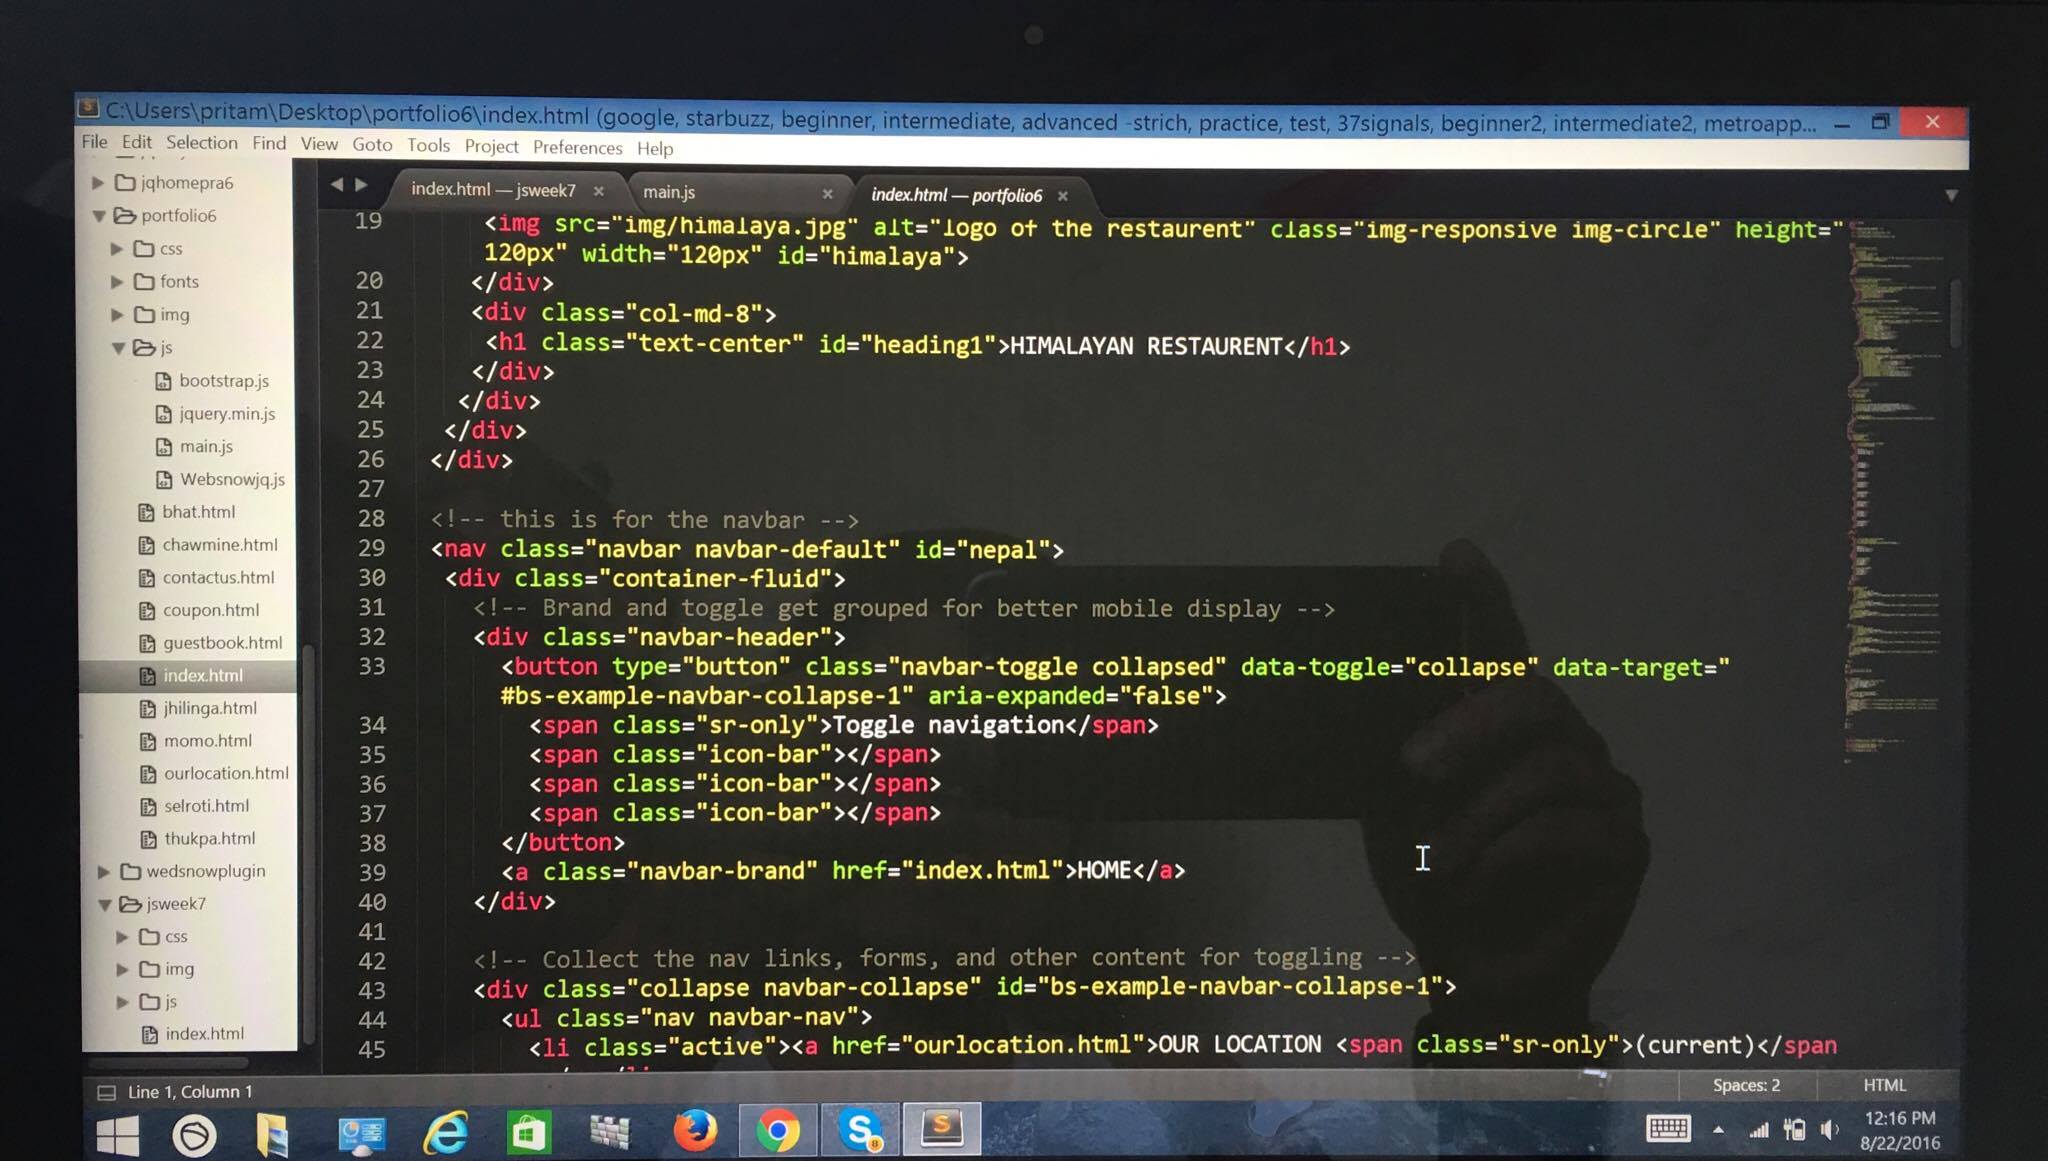 C:\Users\pritam\Desktop\portfolio6\index.html (google, starbuzz, beginner, intermediate, advanced -strich, practice, test, 37signals, beginner2, intermediate2, metroapp...
File Edit Selection Find View Goto Tools Project Preferences Help
jqhomepra6
portfolio6
css
fonts
img
js
bootstrap.js
jquery.min.js
main.js
Websnowjq.js
bhat.html
chawmine.html
contactus.html
coupon.html
guestbook.html
index.html
jhilinga.html
momo.html
ourlocation.html
selroti.html
thukpa.html
wedsnowplugin
jsweek7
css
img
js
index.html
index.html — jsweek7 main.js index.html — portfolio6
19 <img src="img/himalaya.jpg" alt="logo of the restaurent" class="img-responsive img-circle" height="
120px" width="120px" id="himalaya">
20 </div>
21 <div class="col-md-8">
22 <h1 class="text-center" id="heading1">HIMALAYAN RESTAURENT</h1>
23 </div>
24 </div>
25 </div>
26 </div>
27
28 <!-- this is for the navbar -->
29 <nav class="navbar navbar-default" id="nepal">
30 <div class="container-fluid">
31 <!-- Brand and toggle get grouped for better mobile display -->
32 <div class="navbar-header">
33 <button type="button" class="navbar-toggle collapsed" data-toggle="collapse" data-target="
#bs-example-navbar-collapse-1" aria-expanded="false">
34 <span class="sr-only">Toggle navigation</span>
35 <span class="icon-bar"></span>
36 <span class="icon-bar"></span>
37 <span class="icon-bar"></span>
38 </button>
39 <a class="navbar-brand" href="index.html">HOME</a>
40 </div>
41
42 <!-- Collect the nav links, forms, and other content for toggling -->
43 <div class="collapse navbar-collapse" id="bs-example-navbar-collapse-1">
44 <ul class="nav navbar-nav">
45 <li class="active"><a href="ourlocation.html">OUR LOCATION <span class="sr-only">(current)</span
Line 1, Column 1 Spaces: 2 HTML
12:16 PM
8/22/2016